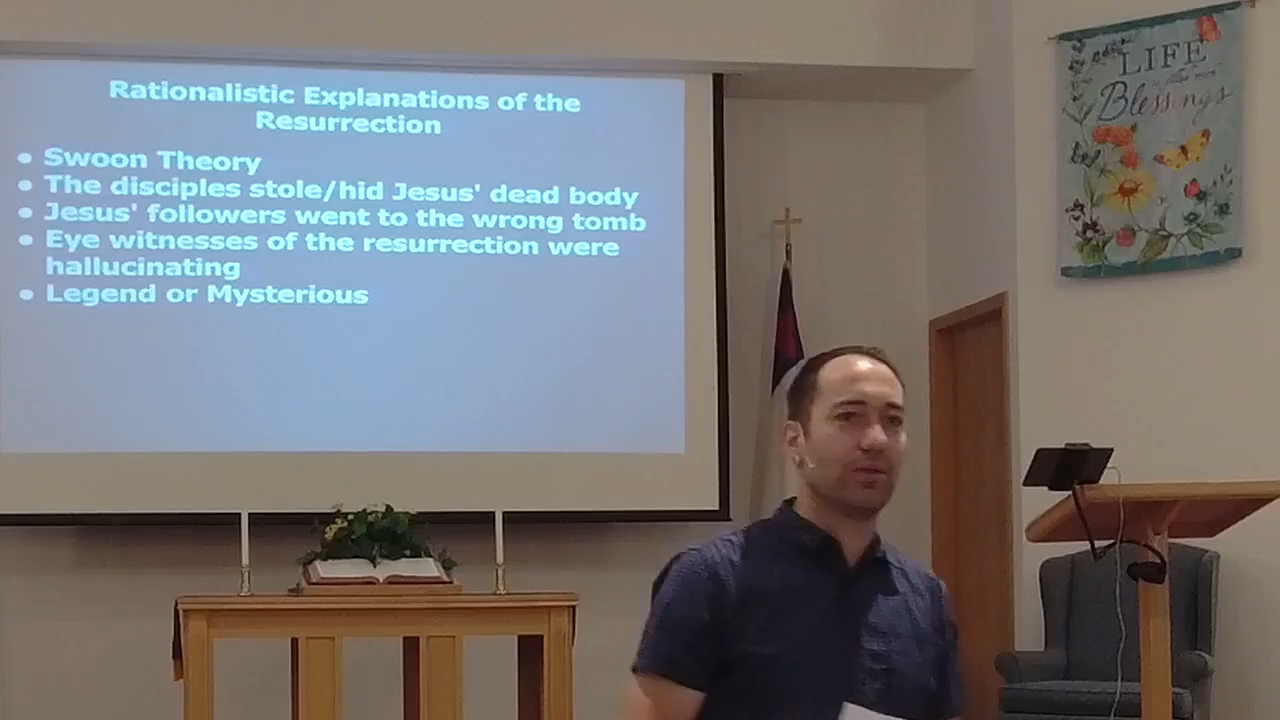 Rationalistic Explanations of the
Resurrection
● Swoon Theory
● The disciples stole/hid Jesus' dead body
● Jesus' followers went to the wrong tomb
● Eye witnesses of the resurrection were
hallucinating
● Legend or Mysterious
LIFE
Blessings